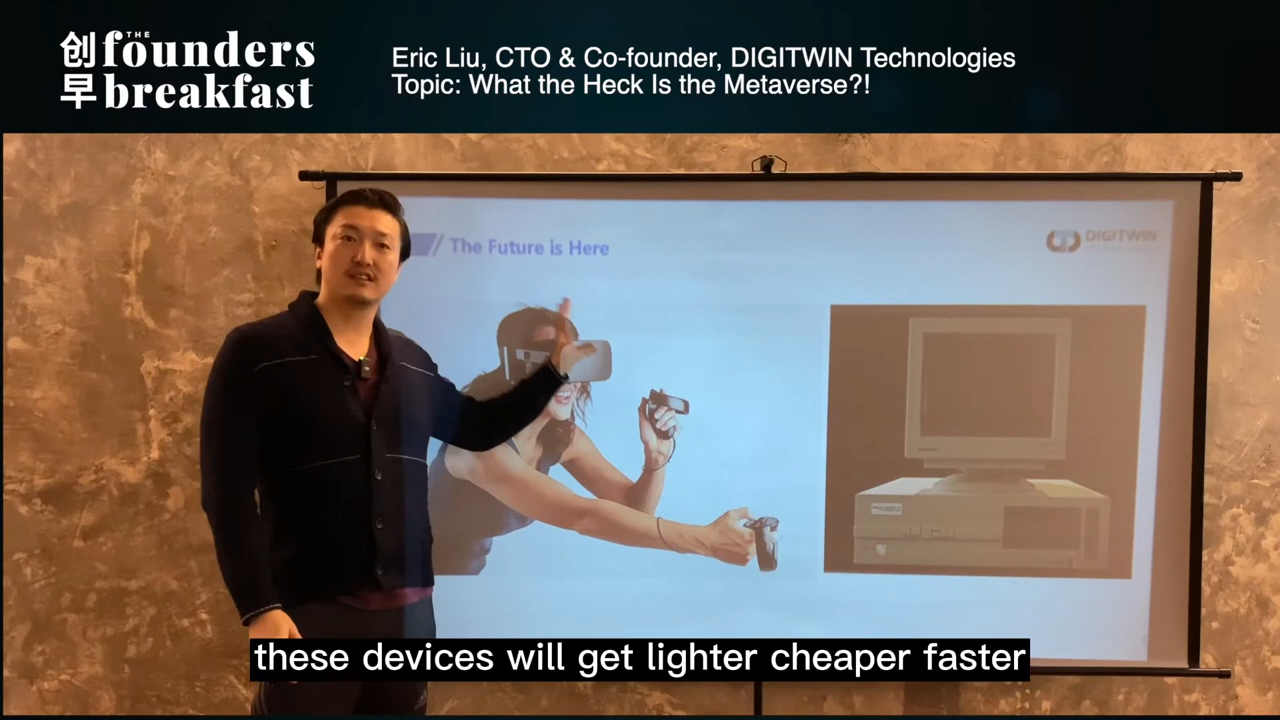 创 THE founders
早 breakfast
Eric Liu, CTO & Co-founder, DIGITWIN Technologies
Topic: What the Heck Is the Metaverse?!
The Future is Here
DIGITWIN
these devices will get lighter cheaper faster